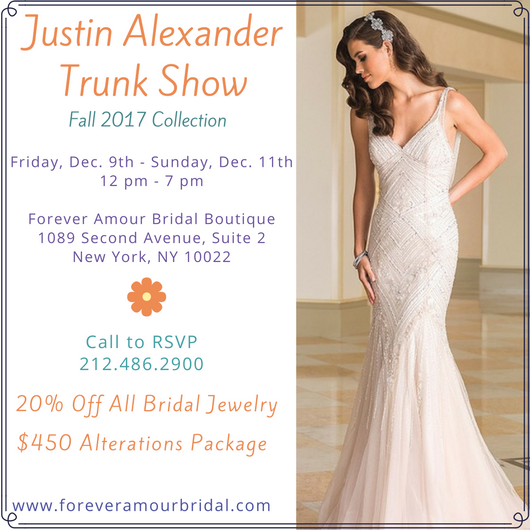 Justin Alexander
Trunk Show
Fall 2017 Collection
Friday, Dec. 9th - Sunday, Dec. 11th
12 pm - 7 pm
Forever Amour Bridal Boutique
1089 Second Avenue, Suite 2
New York, NY 10022
Call to RSVP
212.486.2900
20% Off All Bridal Jewelry
$450 Alterations Package
www.foreveramourbridal.com